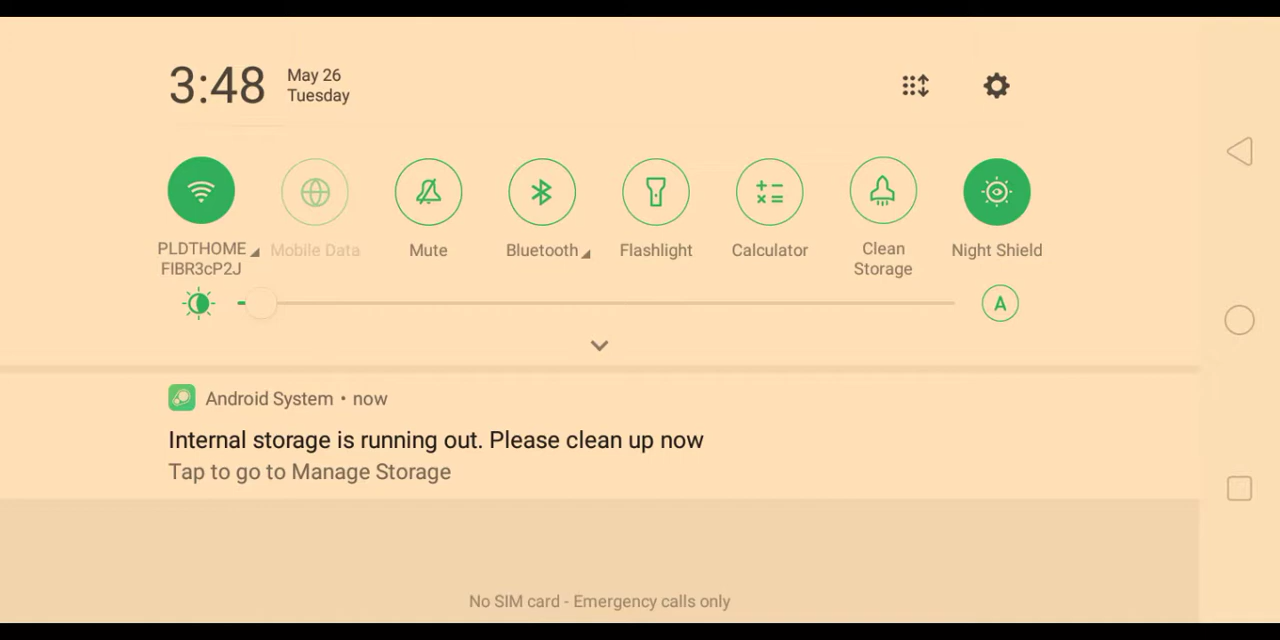 3:48
May 26
Tuesday
PLDTHOME
FIBR3cP2J
Mobile Data
Mute
Bluetooth
Flashlight
Calculator
Clean
Storage
Night Shield
A
Android System • now
Internal storage is running out. Please clean up now
Tap to go to Manage Storage
No SIM card - Emergency calls only